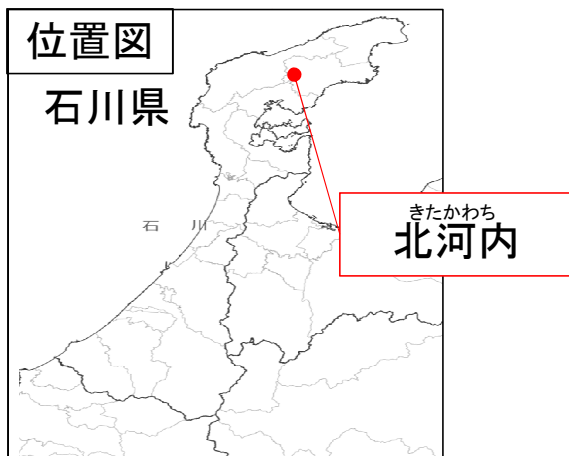 位置図
石川県
石川
きたかわち
北河内